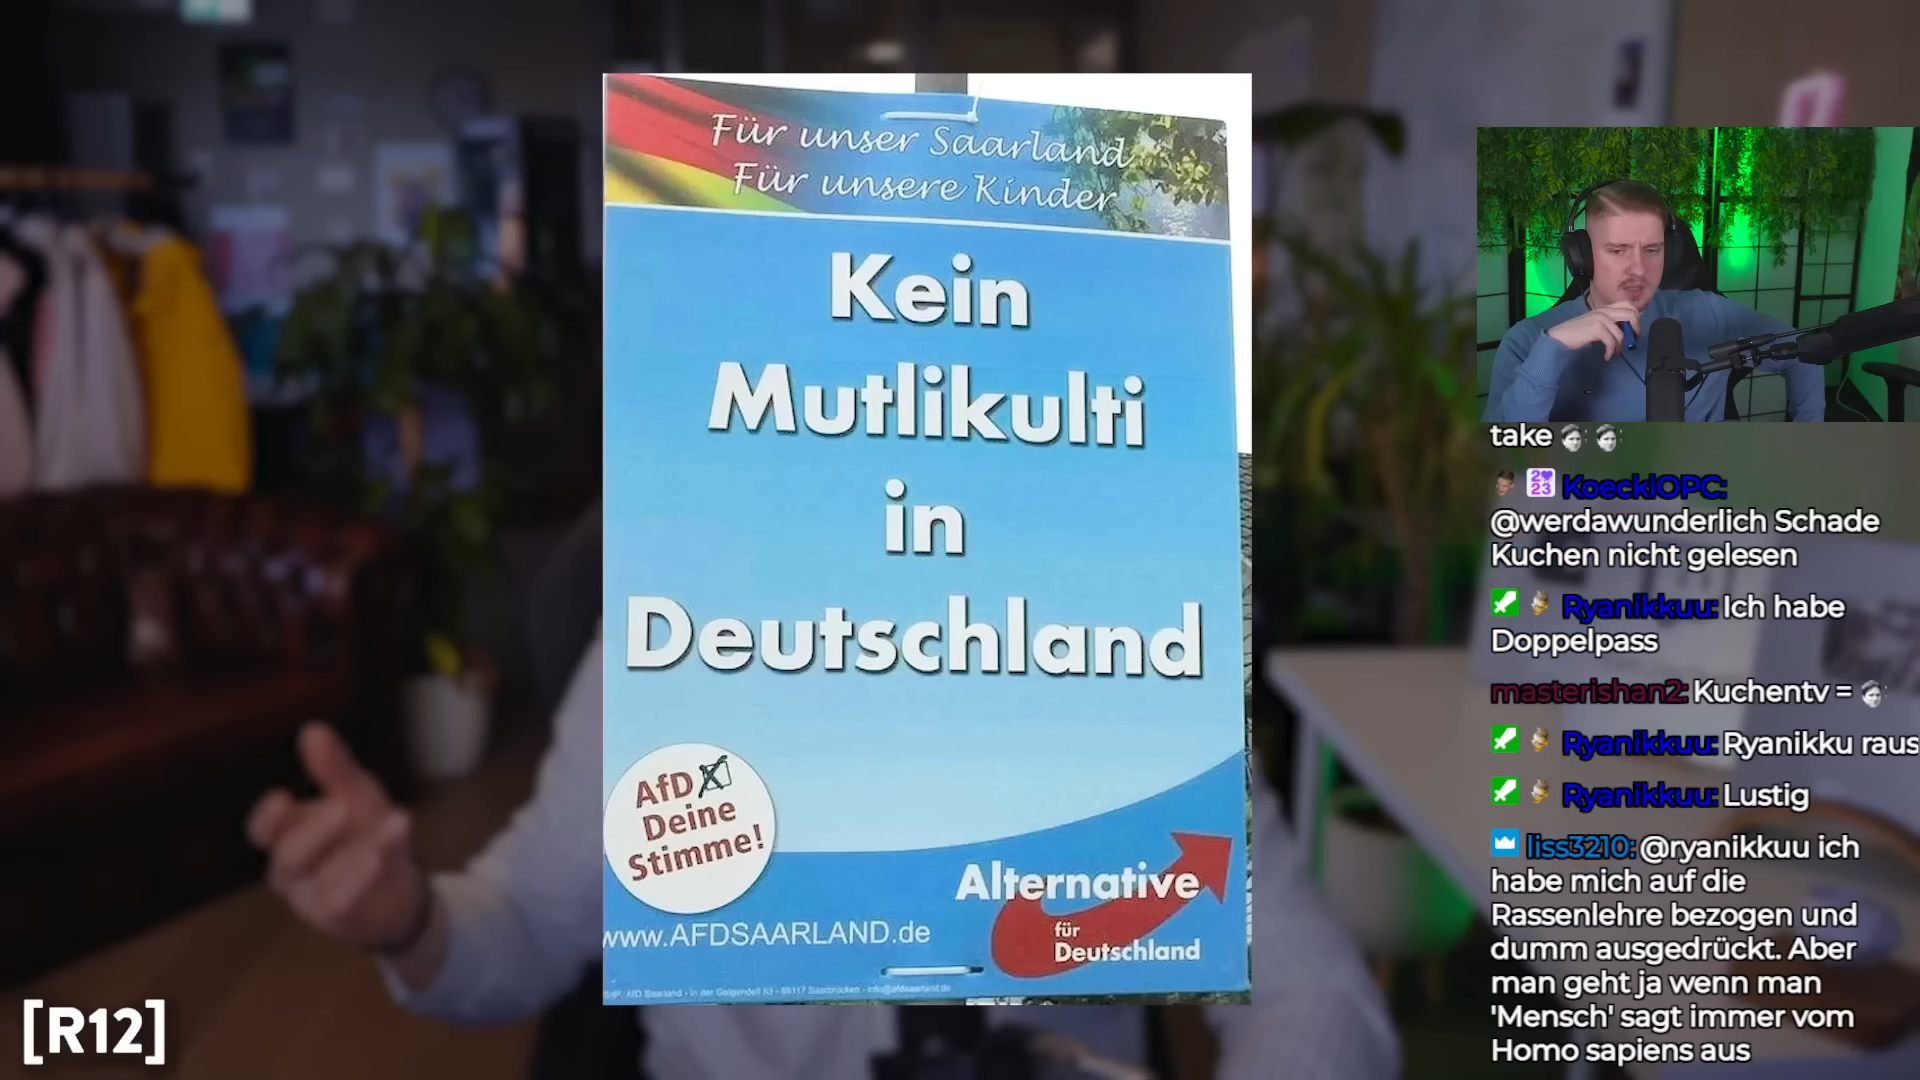 Für unser Saarland
Für unsere Kinder
Kein
Mutlikulti
in
Deutschland
AfD
Deine
Stimme!
www.AFDSAARLAND.de
Alternative
für
Deutschland
[R12]
take
2023
KoecklOPC:
@werdawunderlich Schade
Kuchen nicht gelesen
Ryanikkuu: Ich habe
Doppelpass
masterishan2: Kuchentv =
Ryanikkuu: Ryanikku raus
Ryanikkuu: Lustig
liss3210: @ryanikkuu ich
habe mich auf die
Rassenlehre bezogen und
dumm ausgedrückt. Aber
man geht ja wenn man
'Mensch' sagt immer vom
Homo sapiens aus